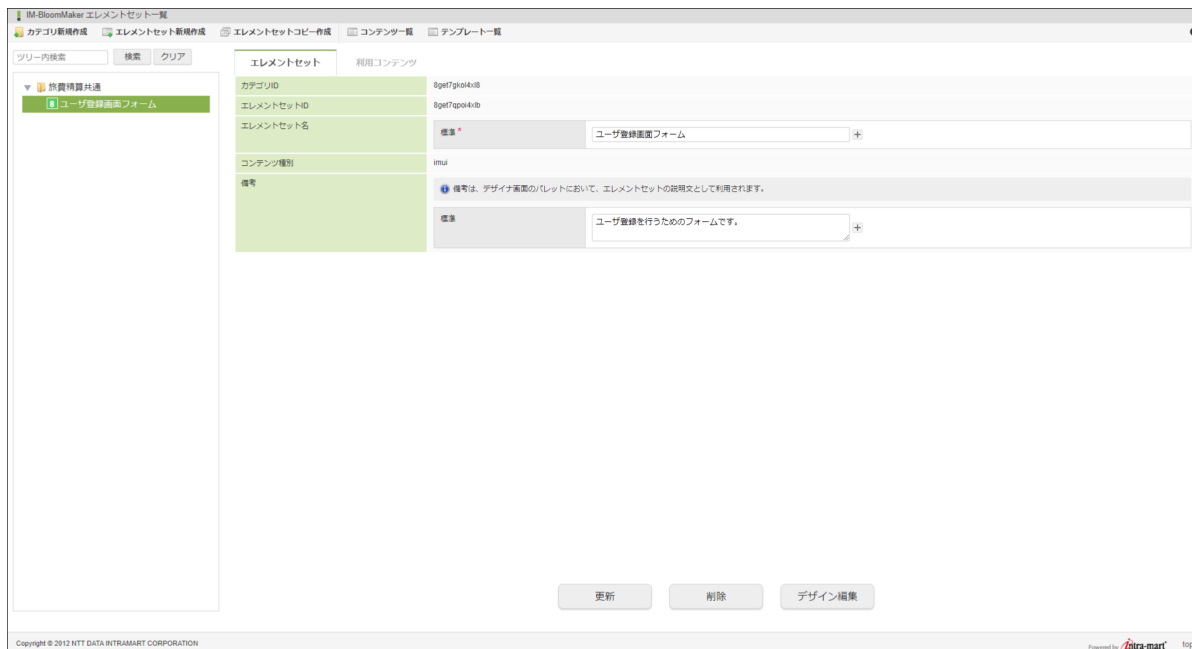 IM-BloomMaker エレメントセット一覧
カテゴリ新規作成 エレメントセット新規作成 エレメントセットコピー作成 コンテンツ一覧 テンプレート一覧
ツリー内検索 検索 クリア
エレメントセット 利用コンテンツ
旅費精算共通
ユーザ登録画面フォーム
カテゴリID 8get7gkol4xl8
エレメントセットID 8get7qpoi4xlb
エレメントセット名 標準 * ユーザ登録画面フォーム
コンテンツ種別 imui
備考 備考は、デザイナ画面のパレットにおいて、エレメントセットの説明文として利用されます。
標準 ユーザ登録を行うためのフォームです。
更新 削除 デザイン編集
Copyright © 2012 NTT DATA INTRAMART CORPORATION
Powered by intra-mart top